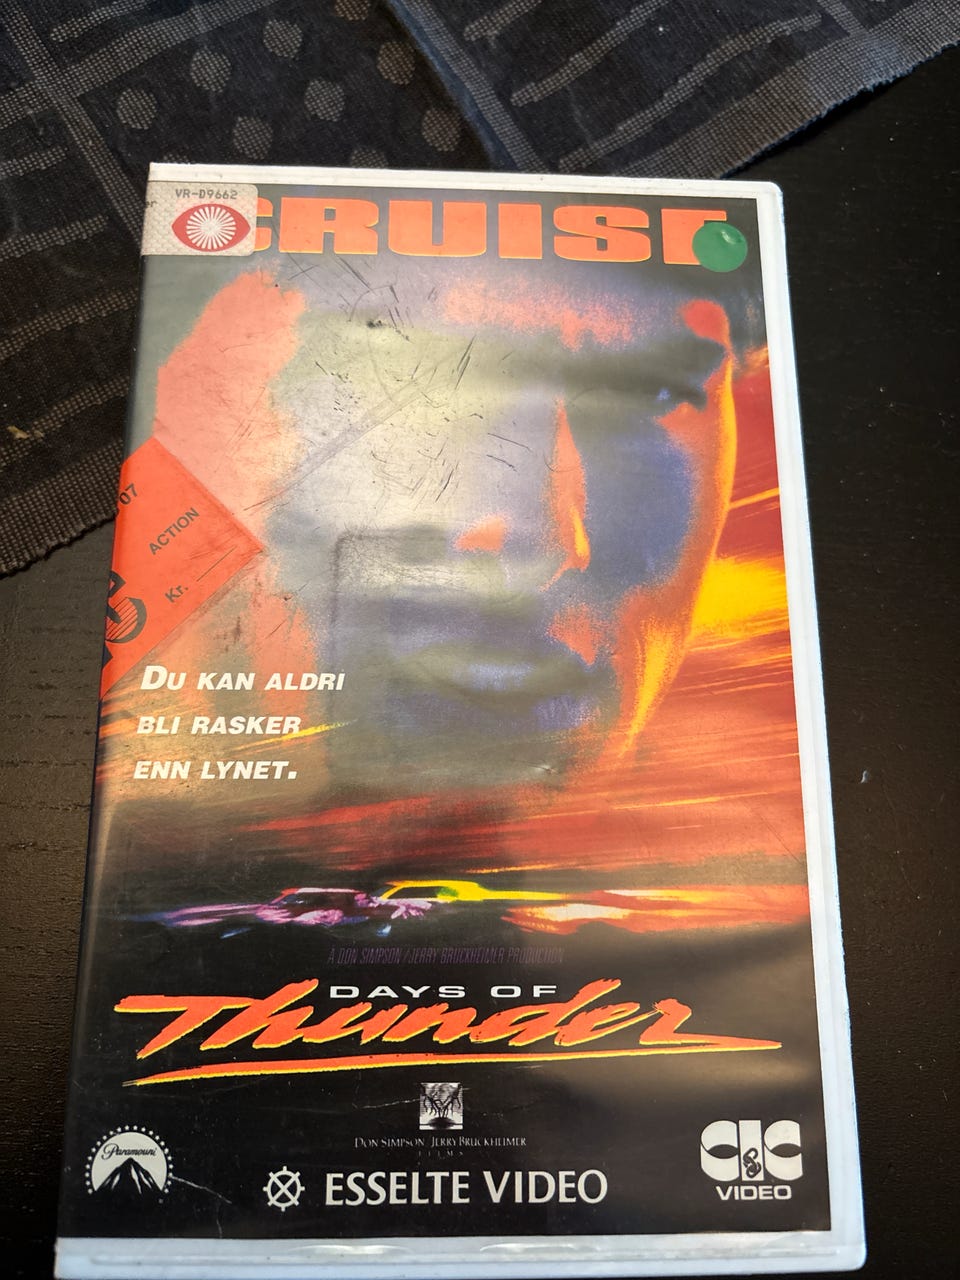 VR-D9662
CRUISE
07
ACTION
Kr.
DU KAN ALDRI
BLI RASKER
ENN LYNET.
A DON SIMPSON/JERRY BRUCKHEIMER PRODUCTION
DAYS OF
Thunder
DON SIMPSON JERRY BRUCKHEIMER
FILMS
Paramount
ESSELTE VIDEO
CIC
VIDEO